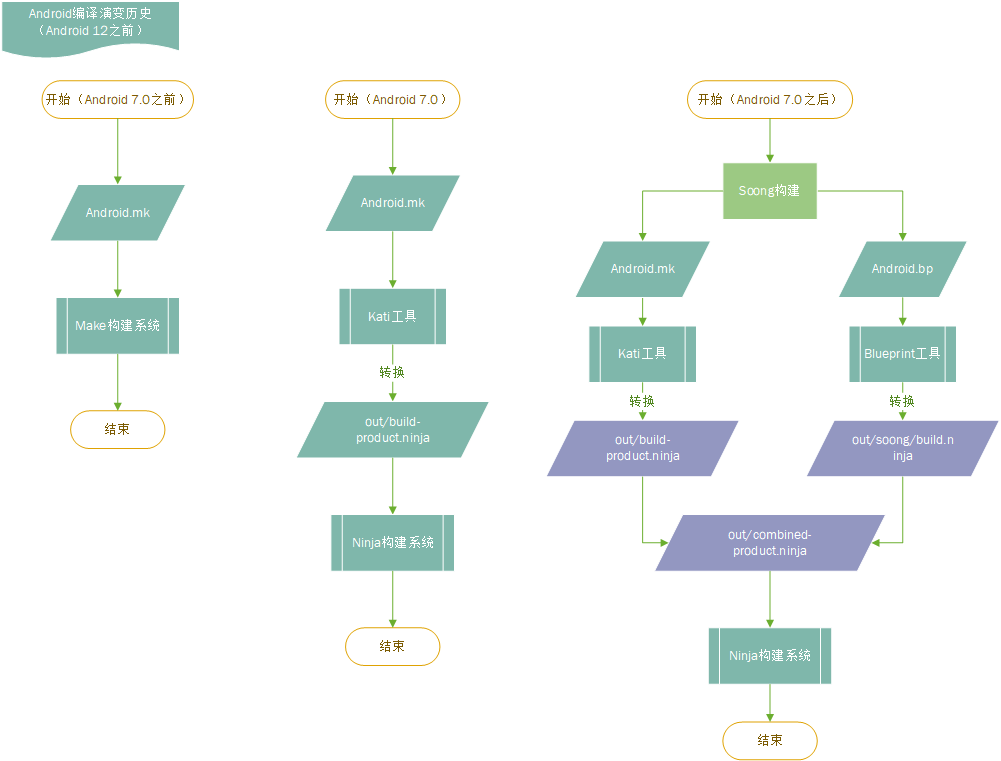 Android编译演变历史
（Android 12之前）
开始（Android 7.0之前）
Android.mk
Make构建系统
结束
开始（Android 7.0）
Android.mk
Kati工具
转换
out/build-
product.ninja
Ninja构建系统
结束
开始（Android 7.0之后）
Soong构建
Android.mk
Android.bp
Kati工具
Blueprint工具
转换
转换
out/build-
product.ninja
out/soong/build.n
inja
out/combined-
product.ninja
Ninja构建系统
结束